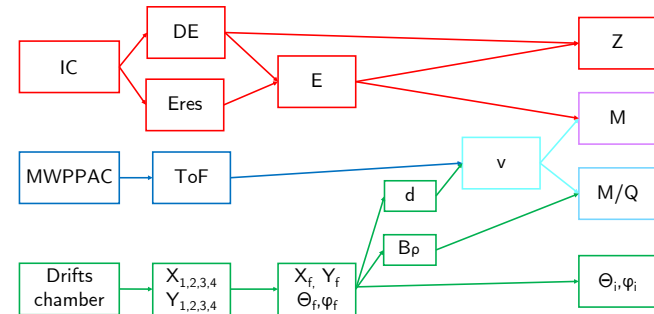 DE
Z
IC
E
Eres
M
MWPPAC
ToF
v
d
M/Q
Bρ
Drifts
chamber
X1,2,3,4
Y1,2,3,4
Xf, Yf
Θf,φf
Θi,φi